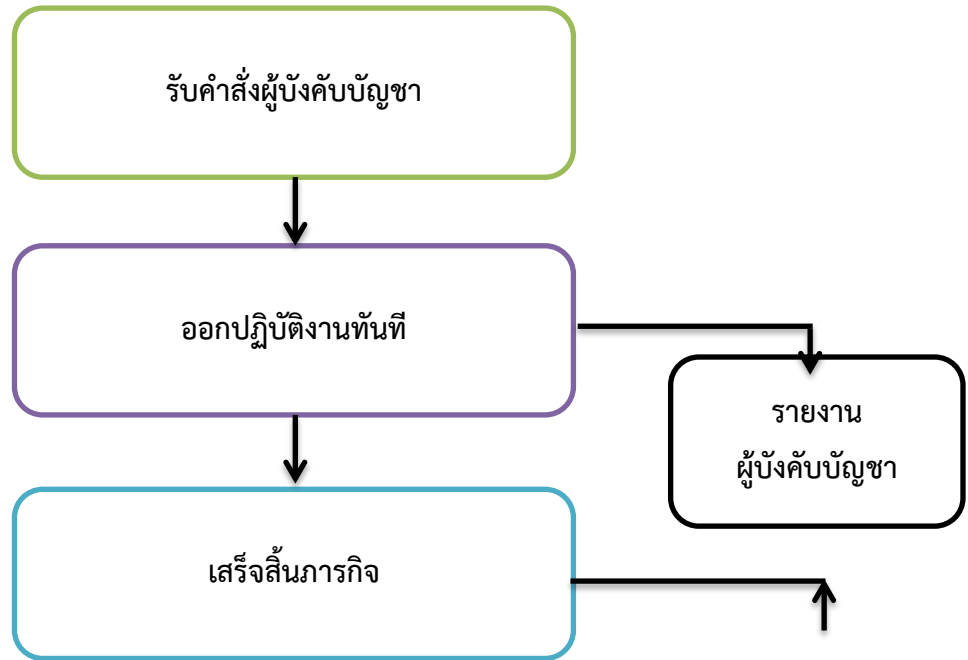 รับคำสั่งผู้บังคับบัญชา
ออกปฏิบัติงานทันที
รายงาน
ผู้บังคับบัญชา
เสร็จสิ้นภารกิจ